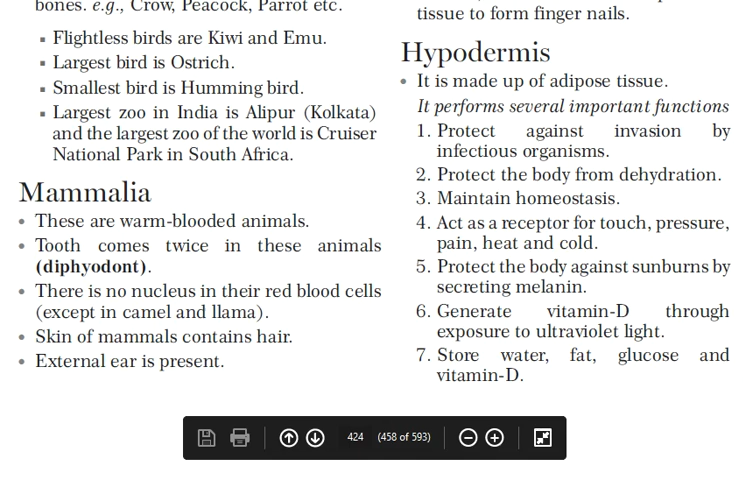 bones. e.g., Crow, Peacock, Parrot etc.
▪ Flightless birds are Kiwi and Emu.
▪ Largest bird is Ostrich.
▪ Smallest bird is Humming bird.
▪ Largest zoo in India is Alipur (Kolkata)
and the largest zoo of the world is Cruiser
National Park in South Africa.
Mammalia
• These are warm-blooded animals.
• Tooth comes twice in these animals
(diphyodont).
• There is no nucleus in their red blood cells
(except in camel and llama).
• Skin of mammals contains hair.
• External ear is present.
tissue to form finger nails.
Hypodermis
• It is made up of adipose tissue.
It performs several important functions
1. Protect against invasion by
infectious organisms.
2. Protect the body from dehydration.
3. Maintain homeostasis.
4. Act as a receptor for touch, pressure,
pain, heat and cold.
5. Protect the body against sunburns by
secreting melanin.
6. Generate vitamin-D through
exposure to ultraviolet light.
7. Store water, fat, glucose and
vitamin-D.
424 (458 of 593)